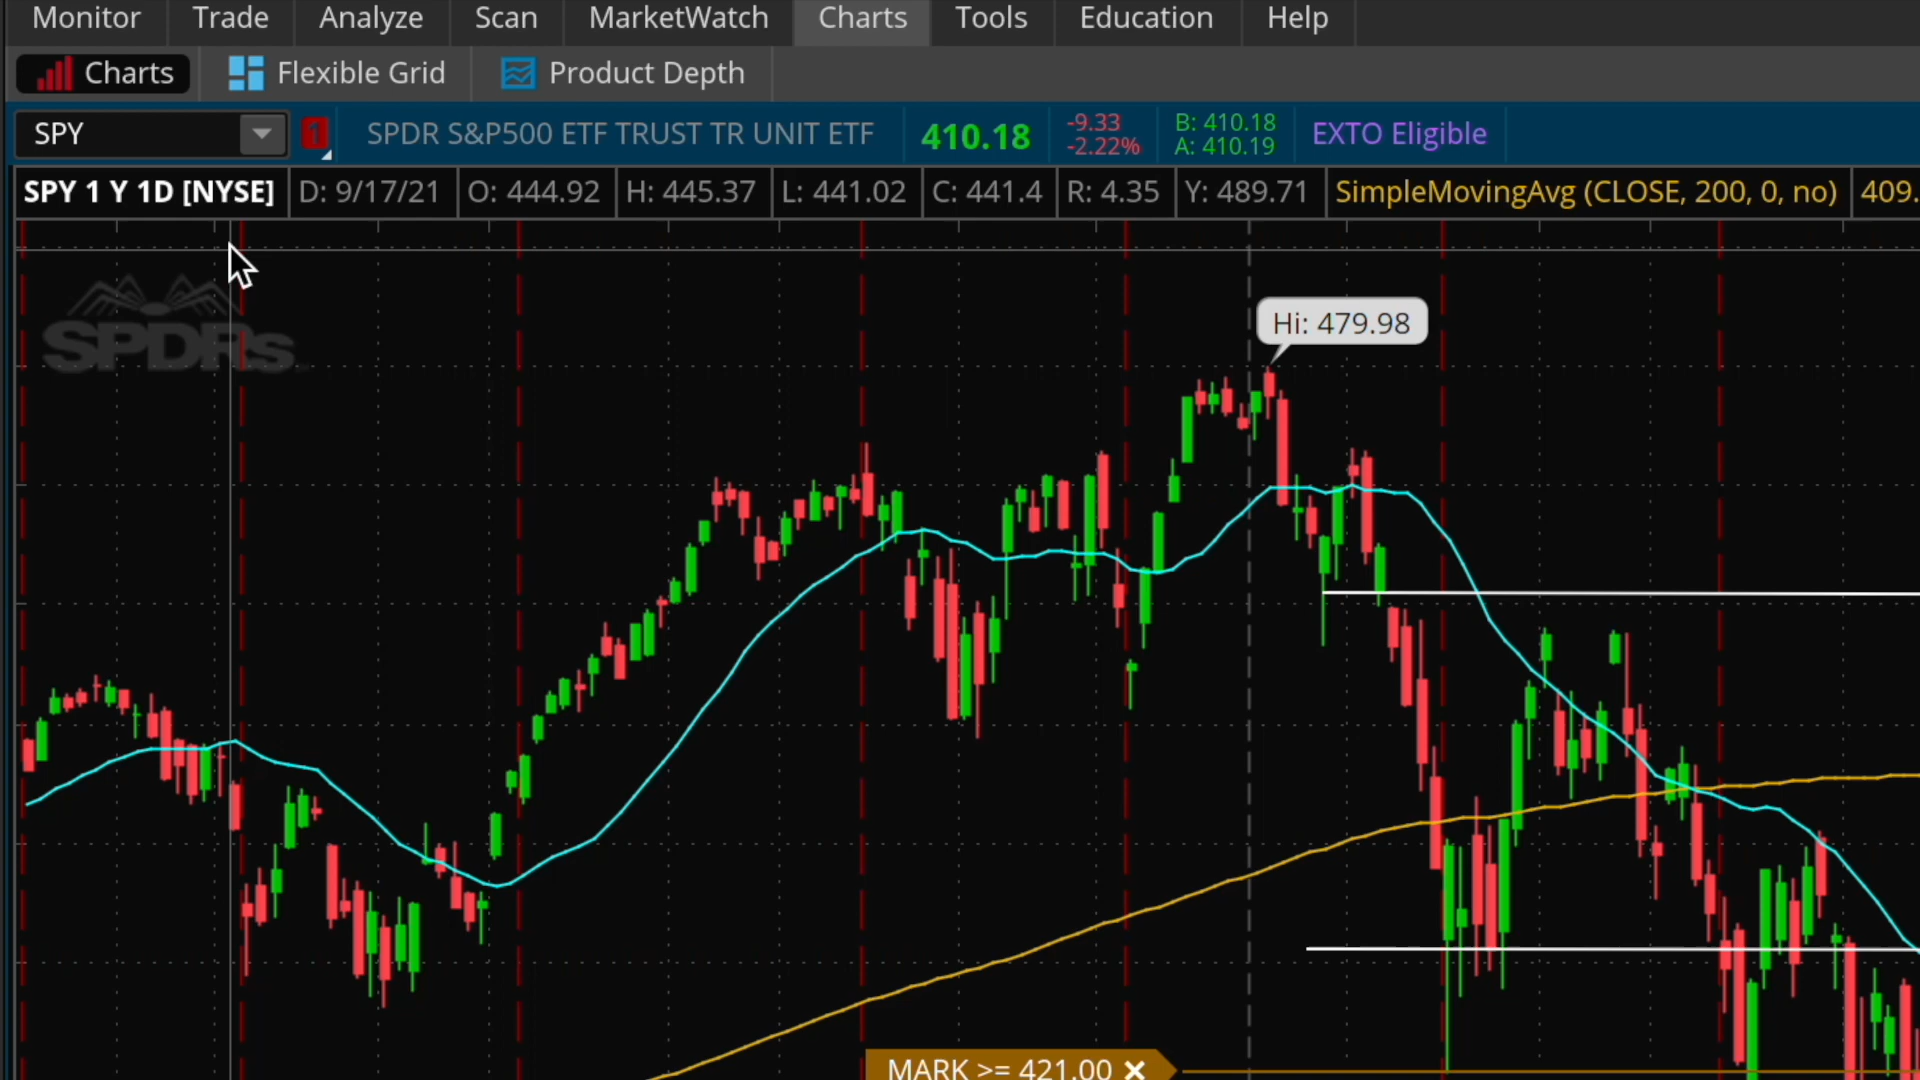 Monitor Trade Analyze Scan MarketWatch Charts Tools Education Help
Charts Flexible Grid Product Depth
SPY 1 SPDR S&P500 ETF TRUST TR UNIT ETF 410.18 -9.33 -2.22% B: 410.18 A: 410.19 EXTO Eligible
SPY 1 Y 1D [NYSE] D: 9/17/21 O: 444.92 H: 445.37 L: 441.02 C: 441.4 R: 4.35 Y: 489.71 SimpleMovingAvg (CLOSE, 200, 0, no) 409.
SPDRs
Hi: 479.98
MARK >= 421.00